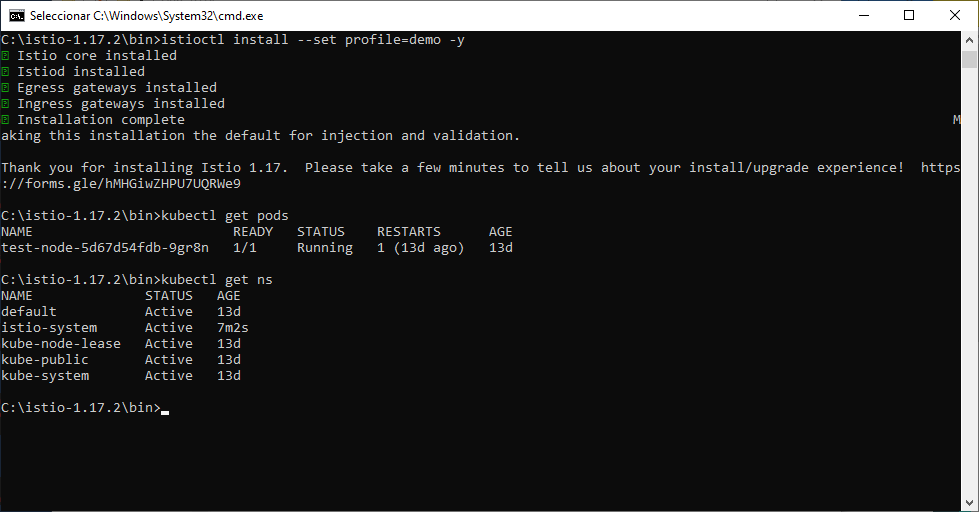 Seleccionar C:\Windows\System32\cmd.exe
C:\istio-1.17.2\bin>istioctl install --set profile=demo -y
Istio core installed
Istiod installed
Egress gateways installed
Ingress gateways installed
Installation complete M
aking this installation the default for injection and validation.
Thank you for installing Istio 1.17.  Please take a few minutes to tell us about your install/upgrade experience!  https
://forms.gle/hMHGiwZHPU7UQRWe9
C:\istio-1.17.2\bin>kubectl get pods
NAME READY STATUS RESTARTS AGE
test-node-5d67d54fdb-9gr8n 1/1 Running 1 (13d ago) 13d
C:\istio-1.17.2\bin>kubectl get ns
NAME STATUS AGE
default Active 13d
istio-system Active 7m2s
kube-node-lease Active 13d
kube-public Active 13d
kube-system Active 13d
C:\istio-1.17.2\bin>